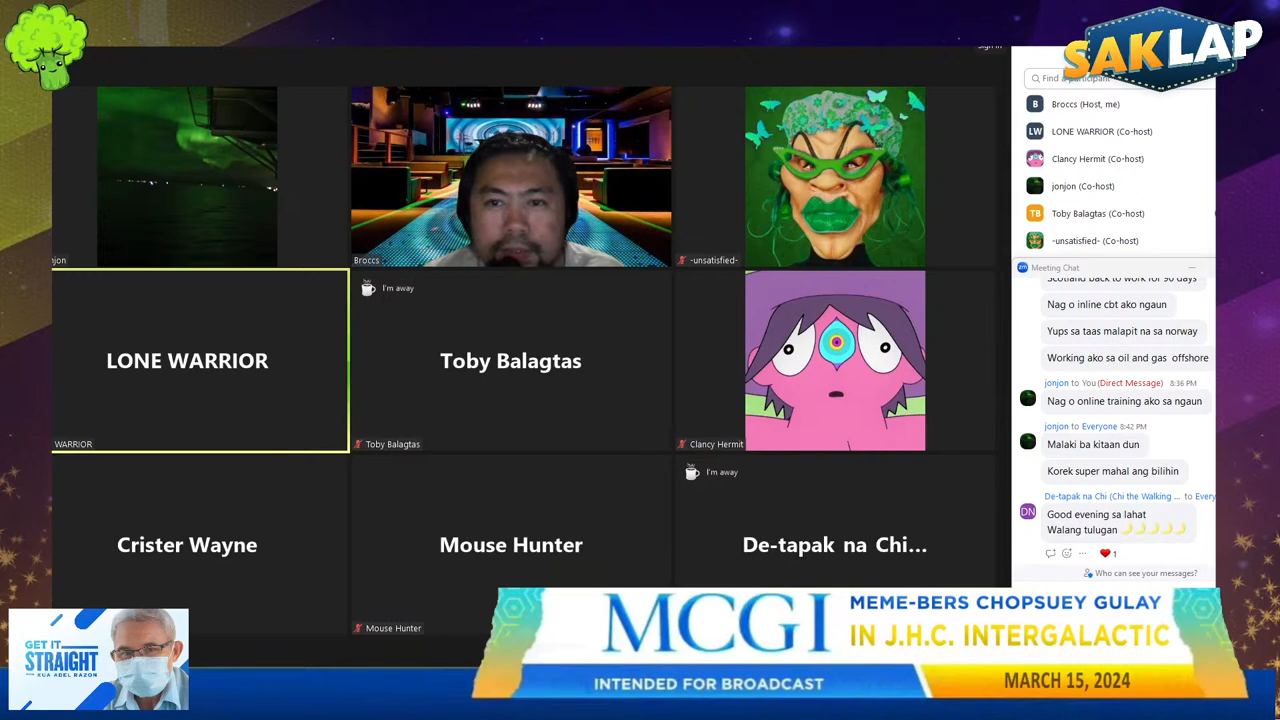 SAKLAP
Find a participant
B Broccs (Host, me)
LW LONE WARRIOR (Co-host)
Clancy Hermit (Co-host)
jonjon (Co-host)
TB Toby Balagtas (Co-host)
-unsatisfied- (Co-host)
jon
Broccs
-unsatisfied-
LONE WARRIOR
WARRIOR
I'm away
Toby Balagtas
Toby Balagtas
Clancy Hermit
Crister Wayne
Mouse Hunter
Mouse Hunter
I'm away
De-tapak na Chi...
zm Meeting Chat
Scotland back to work for 90 days
Nag o inline cbt ako ngaun
Yups sa taas malapit na sa norway
Working ako sa oil and gas offshore
jonjon to You (Direct Message) 8:36 PM
Nag o online training ako sa ngaun
jonjon to Everyone 8:42 PM
Malaki ba kitaan dun
Korek super mahal ang bilihin
De-tapak na Chi (Chi the Walking ... to Every
DN
Good evening sa lahat
Walang tulugan 🌙🌙🌙🌙🌙
❤️ 1
Who can see your messages?
GET IT
STRAIGHT
WITH KUA ADEL RAZON
MCGI
MEME-BERS CHOPSUEY GULAY
IN J.H.C. INTERGALACTIC
INTENDED FOR BROADCAST
MARCH 15, 2024